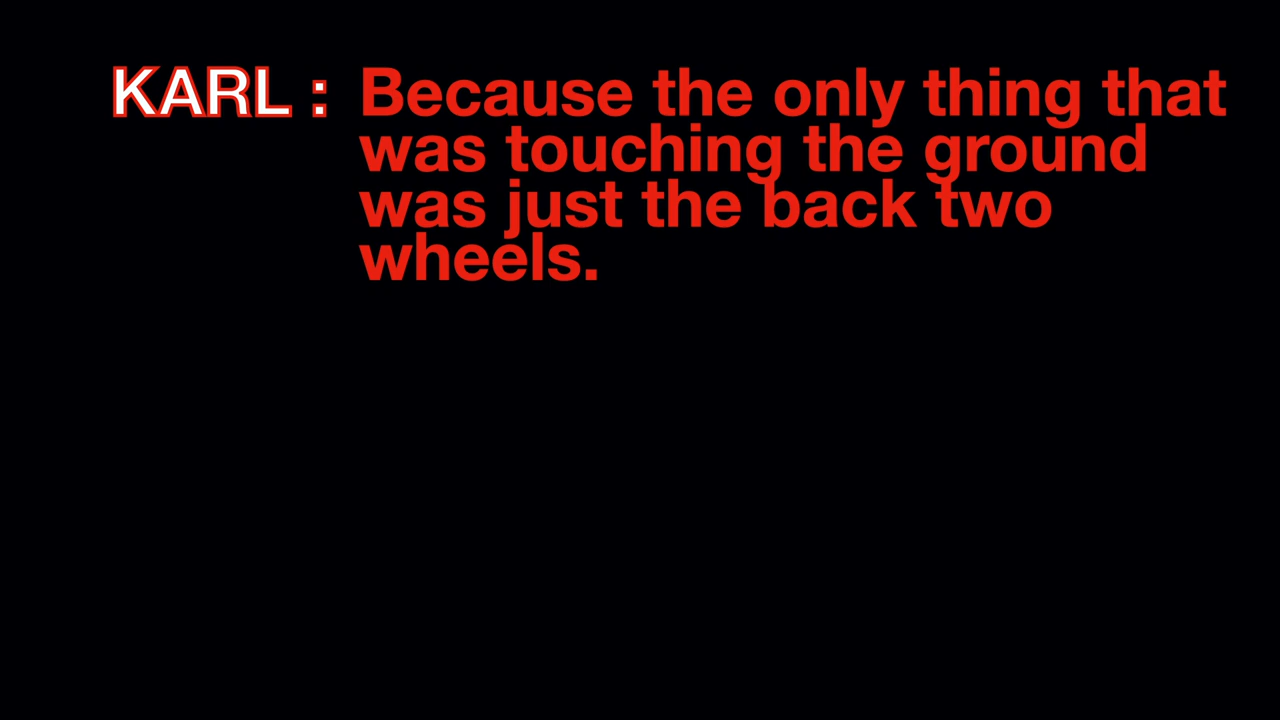 KARL : Because the only thing that
was touching the ground
was just the back two
wheels.